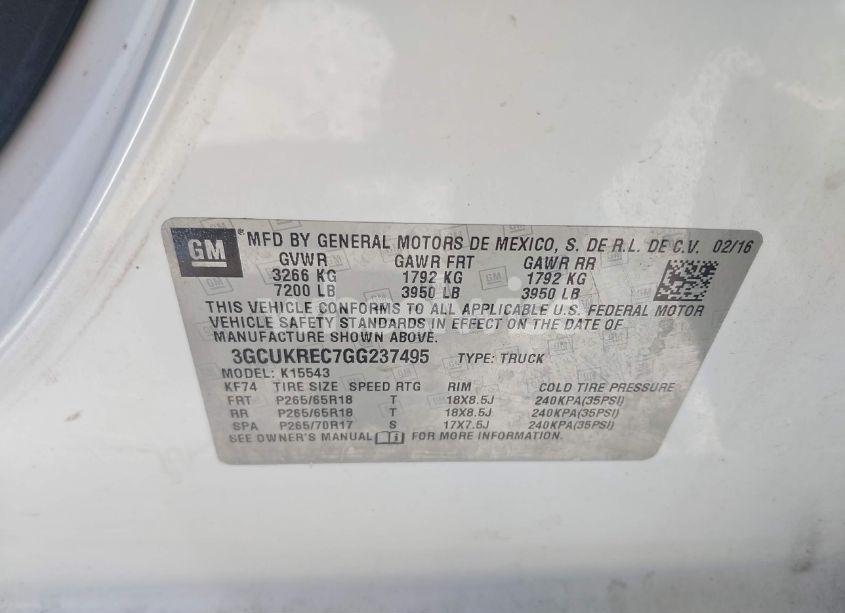 GM
® MFD BY GENERAL MOTORS DE MEXICO, S. DE R.L. DE C.V. 02/16
GVWR GAWR FRT GAWR RR
3266 KG 1792 KG 1792 KG
7200 LB 3950 LB 3950 LB
THIS VEHICLE CONFORMS TO ALL APPLICABLE U.S. FEDERAL MOTOR
VEHICLE SAFETY STANDARDS IN EFFECT ON THE DATE OF
MANUFACTURE SHOWN ABOVE.
3GCUKREC7GG237495 TYPE: TRUCK
MODEL: K15543
KF74 TIRE SIZE SPEED RTG RIM COLD TIRE PRESSURE
FRT P265/65R18 T 18X8.5J 240KPA(35PSI)
RR P265/65R18 T 18X8.5J 240KPA(35PSI)
SPA P265/70R17 S 17X7.5J 240KPA(35PSI)
SEE OWNER'S MANUAL FOR MORE INFORMATION.